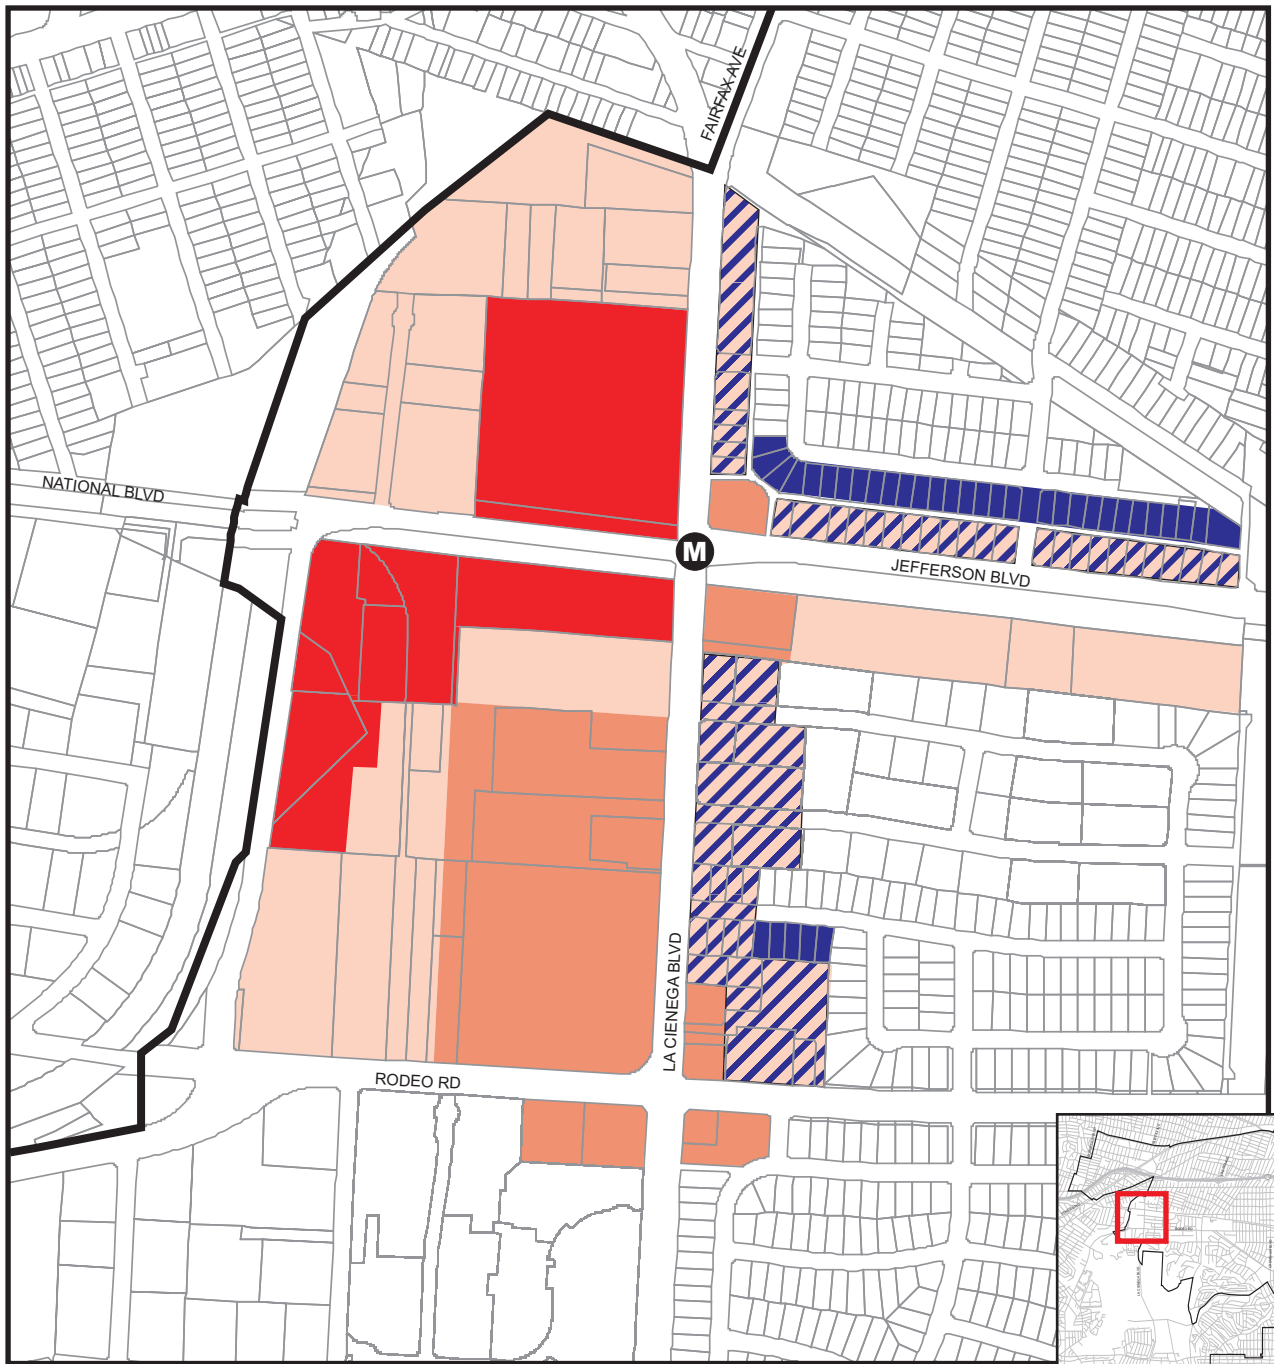 FAIRFAX AVE
NATIONAL BLVD
M
JEFFERSON BLVD
LA CIENEGA BLVD
RODEO RD